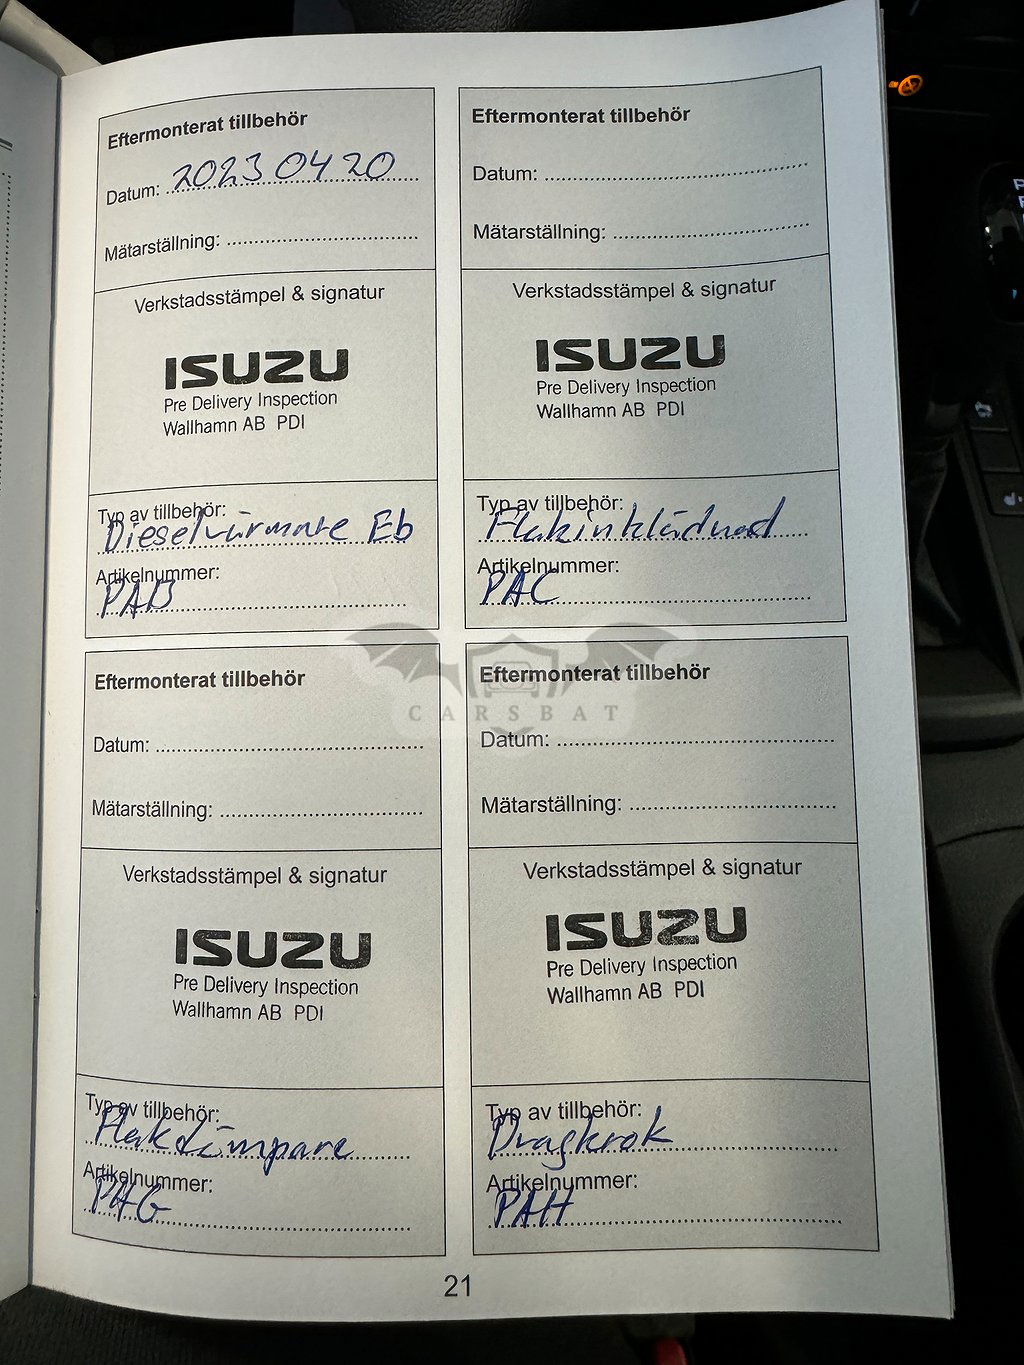 Eftermonterat tillbehör
Datum: 2023 04 20
Mätarställning:
Verkstadsstämpel & signatur
ISUZU
Pre Delivery Inspection
Wallhamn AB PDI
Typ av tillbehör:
Dieselvärmare Eb
Artikelnummer:
PAB
Eftermonterat tillbehör
Datum:
Mätarställning:
Verkstadsstämpel & signatur
ISUZU
Pre Delivery Inspection
Wallhamn AB PDI
Typ av tillbehör:
Flakinklädnad
Artikelnummer:
PAC
Eftermonterat tillbehör
Datum:
Mätarställning:
Verkstadsstämpel & signatur
ISUZU
Pre Delivery Inspection
Wallhamn AB PDI
Typ av tillbehör:
Flakdämpare
Artikelnummer:
PAG
Eftermonterat tillbehör
Datum:
Mätarställning:
Verkstadsstämpel & signatur
ISUZU
Pre Delivery Inspection
Wallhamn AB PDI
Typ av tillbehör:
Dragkrok
Artikelnummer:
PAH
CARSBAT
21